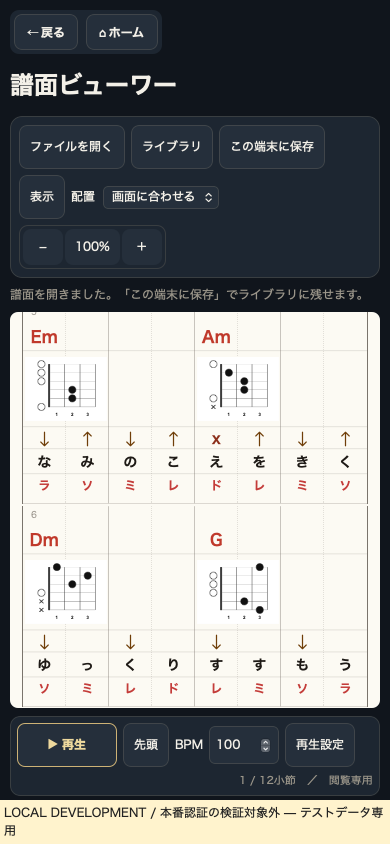 ← 戻る ⌂ ホーム
譜面ビューワー
ファイルを開く ライブラリ この端末に保存
表示 配置 画面に合わせる
− 100% +
譜面を開きました。「この端末に保存」でライブラリに残せます。
Em Am
1 2 3 1 2 3
↓ ↑ ↓ ↑ x ↑ ↓ ↑
な み の こ え を き く
ラ ソ ミ レ ド レ ミ ソ
6
Dm G
1 2 3 1 2 3
↓ ↓ ↓ ↓
ゆ っ く り す す も う
ソ ミ レ ド レ ミ ソ ラ
▶ 再生 先頭 BPM 100 再生設定
1 / 12小節 ／ 閲覧専用
LOCAL DEVELOPMENT / 本番認証の検証対象外 — テストデータ専
用